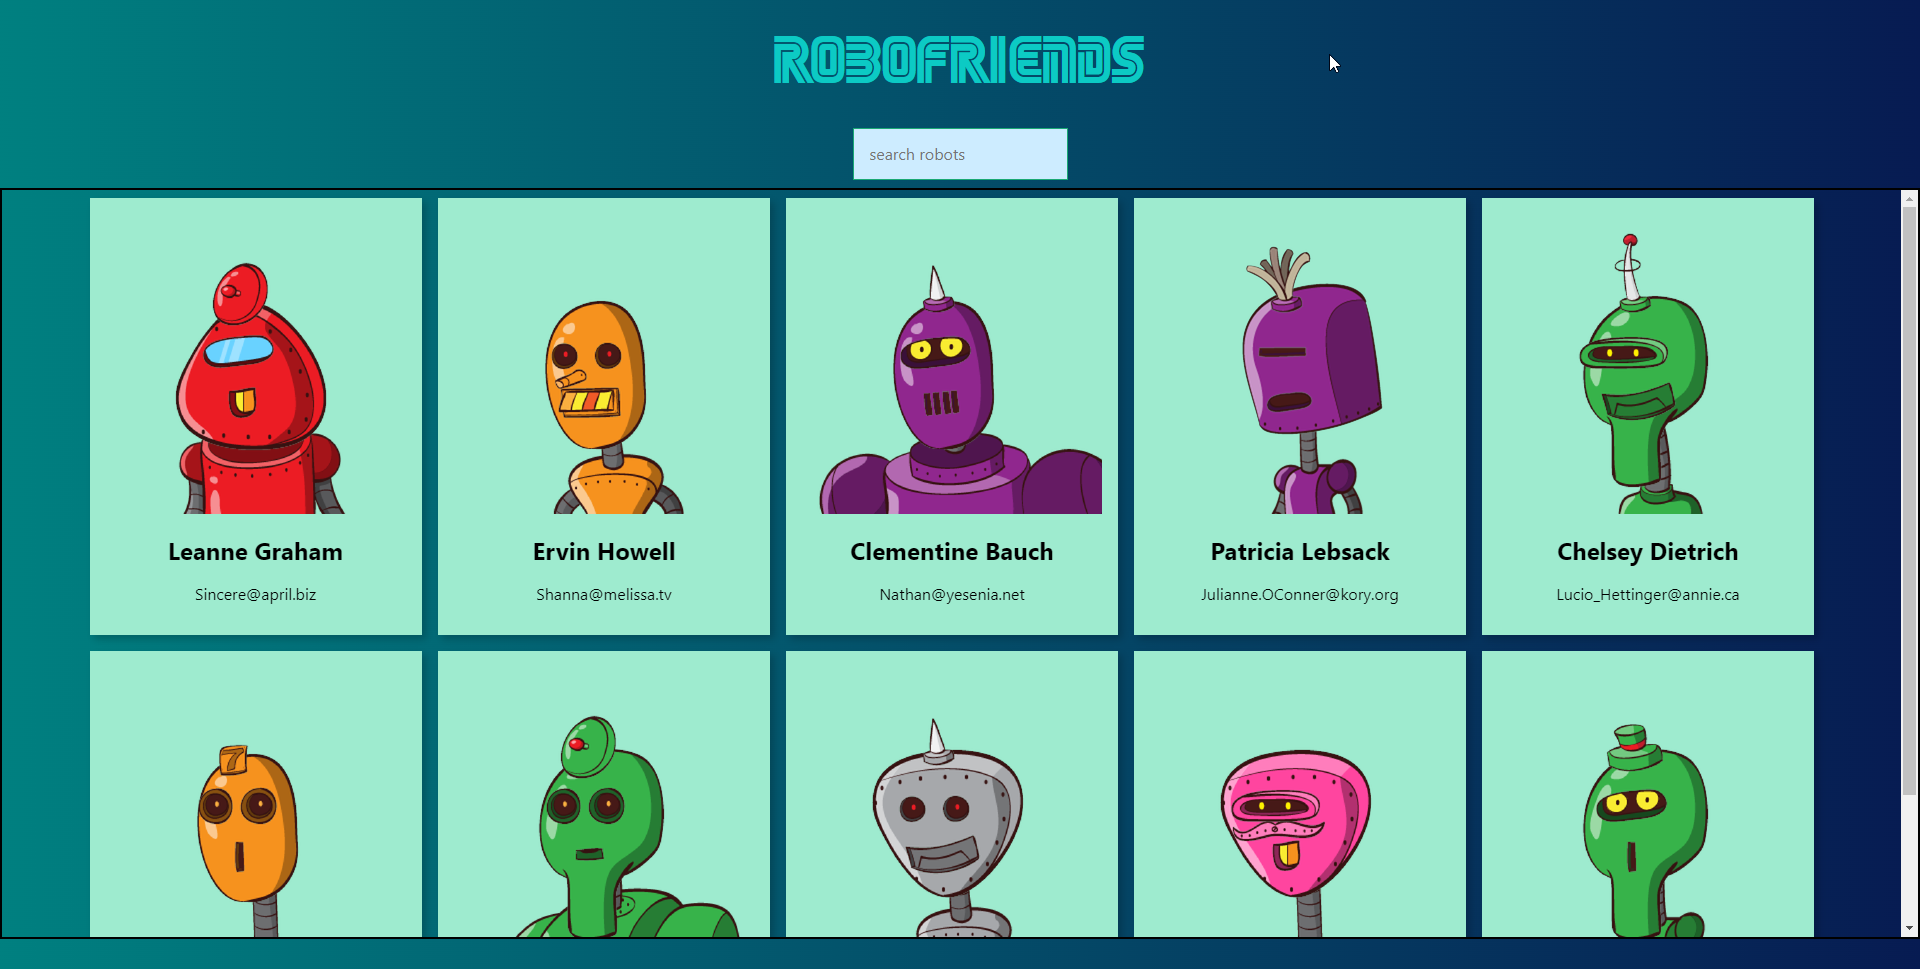 ROBOFRIENDS
search robots
Leanne Graham
Sincere@april.biz
Ervin Howell
Shanna@melissa.tv
Clementine Bauch
Nathan@yesenia.net
Patricia Lebsack
Julianne.OConner@kory.org
Chelsey Dietrich
Lucio_Hettinger@annie.ca
7